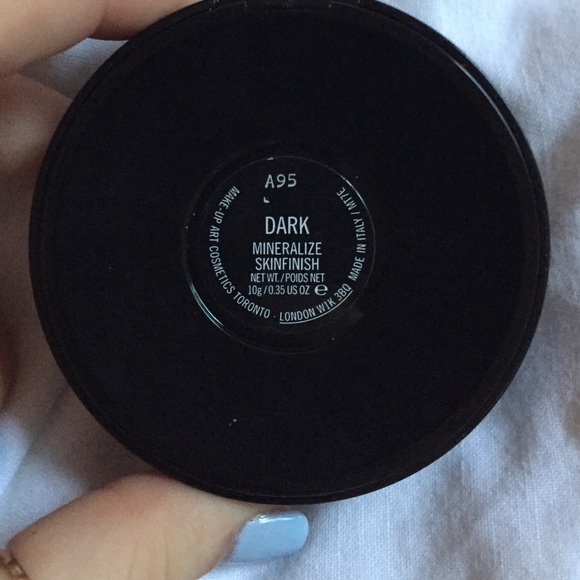 A95
DARK
MINERALIZE
SKINFINISH
NET WT./POIDS NET
10g/0.35 US OZ ℮
MAKE-UP ART COSMETICS TORONTO · LONDON W1K 3BQ MADE IN ITALY / M77E